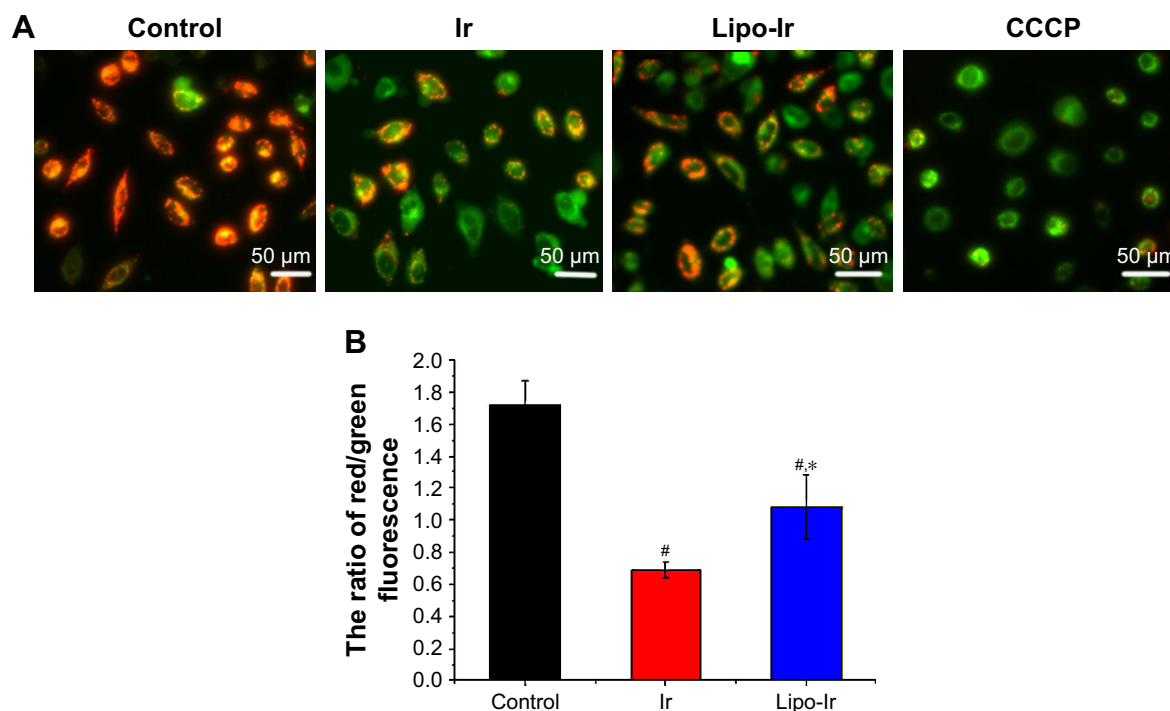 A
Control
Ir
Lipo-Ir
CCCP
50 µm
50 µm
50 µm
50 µm
B
The ratio of red/green
fluorescence
2.0
1.8
1.6
1.4
1.2
1.0
0.8
0.6
0.4
0.2
0.0
#
#,*
Control
Ir
Lipo-Ir